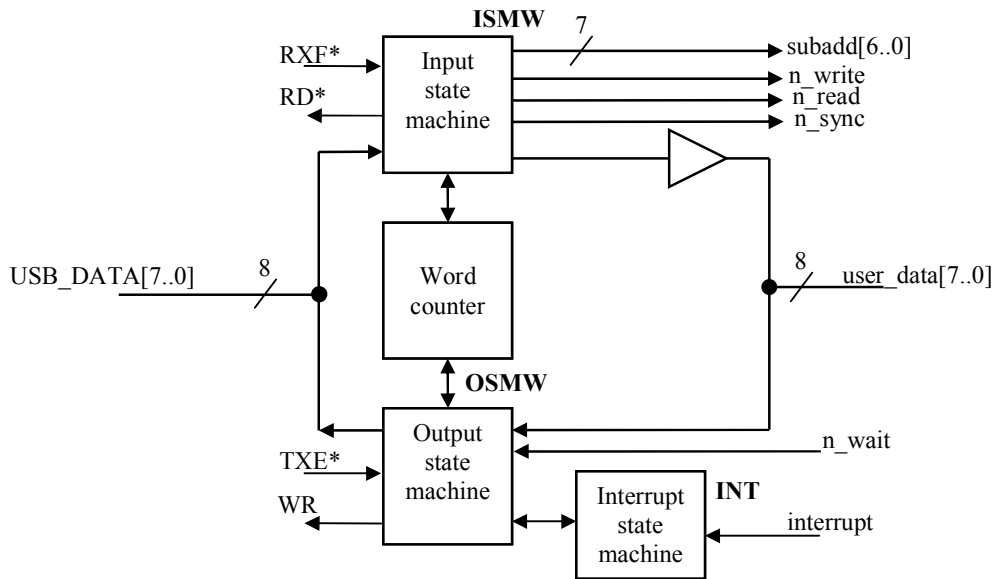 ISMW
7
subadd[6..0]
RXF*
Input
state
machine
n_write
RD*
n_read
n_sync
USB_DATA[7..0]
8
Word
counter
8
user_data[7..0]
OSMW
Output
state
machine
n_wait
TXE*
WR
Interrupt
state
machine
INT
interrupt